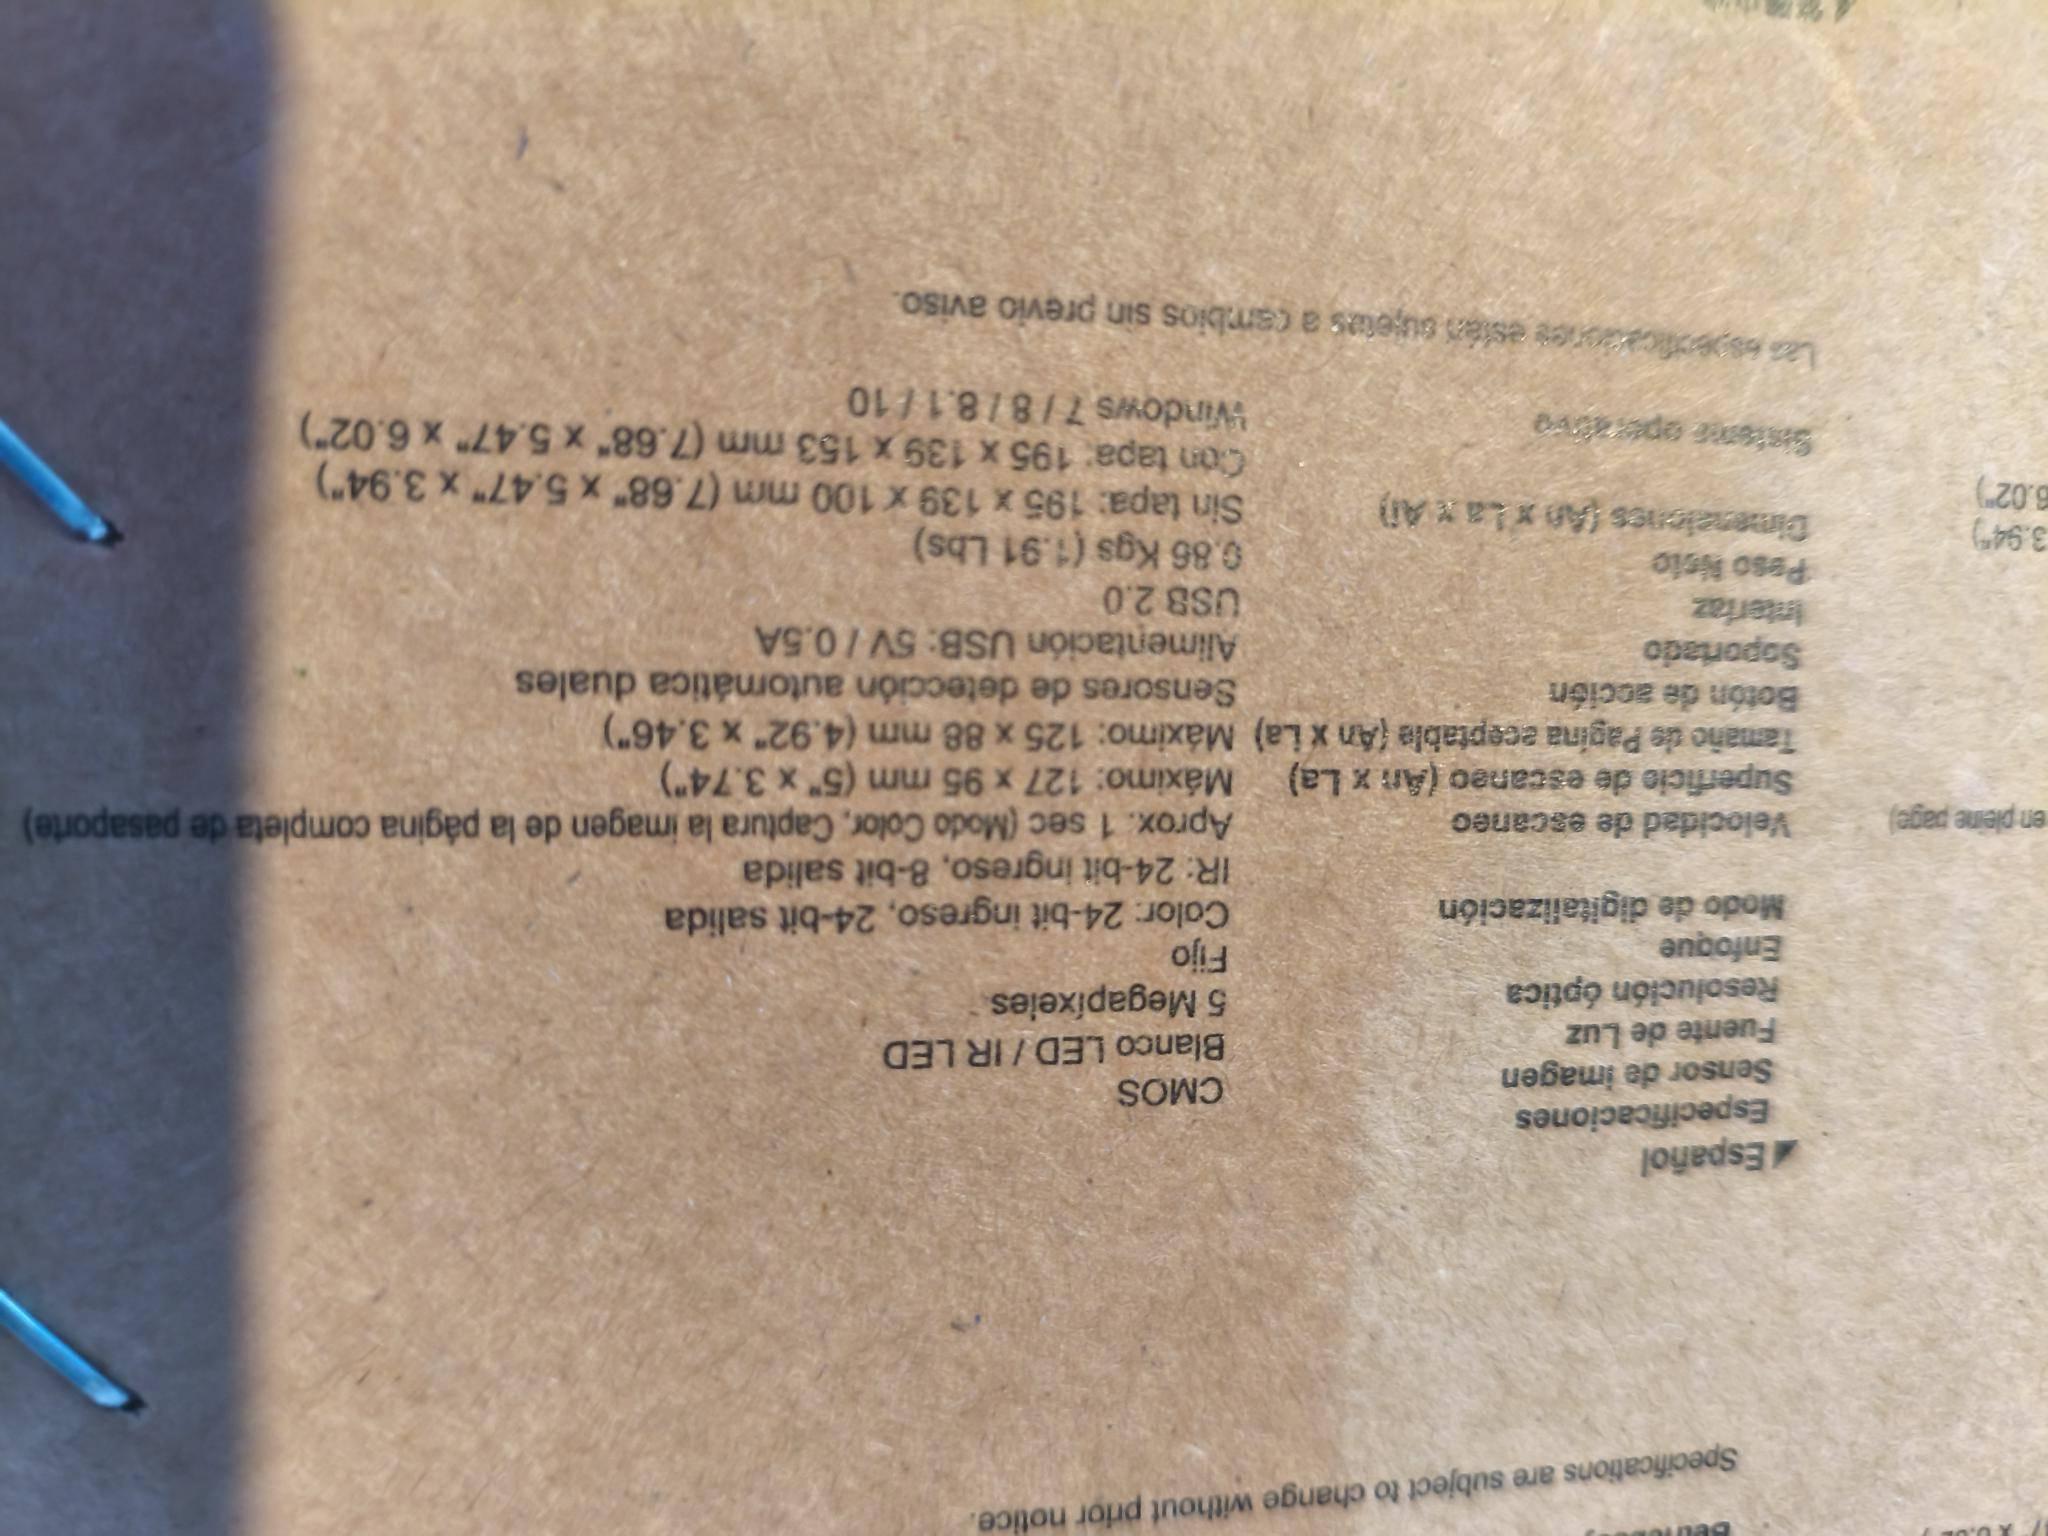 Specifications are subject to change without prior notice.
Español
Especificaciones
Sensor de imagen CMOS
Fuente de Luz Blanco LED / IR LED
Resolución óptica 5 Megapíxeles
Enfoque Fijo
Modo de digitalización Color: 24-bit ingreso, 24-bit salida
IR: 24-bit ingreso, 8-bit salida
Velocidad de escaneo Aprox. 1 sec (Modo Color, Captura la imagen de la página completa de pasaporte)
Superficie de escaneo (An x La) Máximo: 127 x 95 mm (5" x 3.74")
Tamaño de Pagína aceptable (An x La) Máximo: 125 x 88 mm (4.92" x 3.46")
Botón de acción Sensores de detección automática duales
Soportado Alimentación USB: 5V / 0.5A
Interfaz USB 2.0
Peso Neto 0.86 Kgs (1.91 Lbs)
Dimensiones (An x La x Al) Sin tapa: 195 x 139 x 100 mm (7.68" x 5.47" x 3.94")
Con tapa: 195 x 139 x 153 mm (7.68" x 5.47" x 6.02")
Sistema operativo Windows 7 / 8 / 8.1 / 10
Las especificaciones están sujetas a cambios sin previo aviso.
en pleine page)
3.94")
6.02")